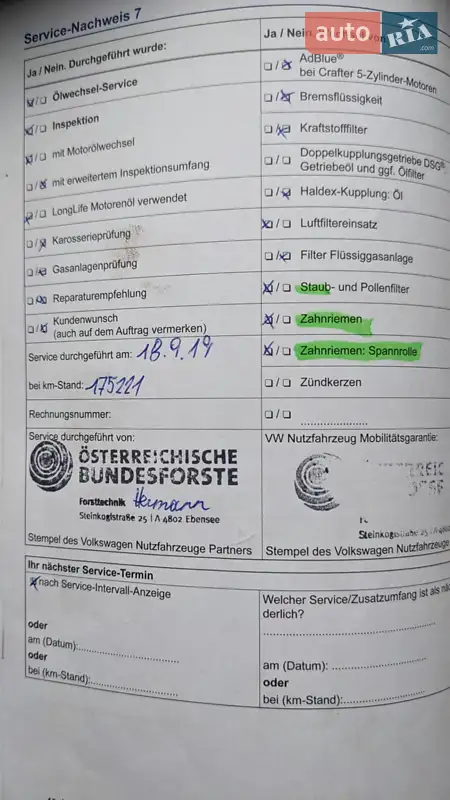 Service-Nachweis 7
auto RIA .com
Ja / Nein. Durchgeführt wurde:
Ölwechsel-Service
Inspektion
mit Motorölwechsel
mit erweitertem Inspektionsumfang
LongLife Motorenöl verwendet
Karosserieprüfung
Gasanlagenprüfung
Reparaturempfehlung
Kundenwunsch
(auch auf dem Auftrag vermerken)
Service durchgeführt am: 18.9.19
bei km-Stand: 175221
Rechnungsnummer:
Service durchgeführt von:
ÖSTERREICHISCHE
BUNDESFORSTE
Forsttechnik Hermann
Steinkoglstraße 25 | A 4802 Ebensee
Stempel des Volkswagen Nutzfahrzeuge Partners
Ja / Nein
AdBlue®
bei Crafter 5-Zylinder-Motoren
Bremsflüssigkeit
Kraftstofffilter
Doppelkupplungsgetriebe DSG®
Getriebeöl und ggf. Ölfilter
Haldex-Kupplung: Öl
Luftfiltereinsatz
Filter Flüssiggasanlage
Staub- und Pollenfilter
Zahnriemen
Zahnriemen: Spannrolle
Zündkerzen
VW Nutzfahrzeug Mobilitätsgarantie:
Stempel des Volkswagen Nutzfahrzeuge
Ihr nächster Service-Termin
nach Service-Intervall-Anzeige
oder
am (Datum):
oder
bei (km-Stand):
Welcher Service/Zusatzumfang ist als
derlich?
am (Datum):
oder
bei (km-Stand):